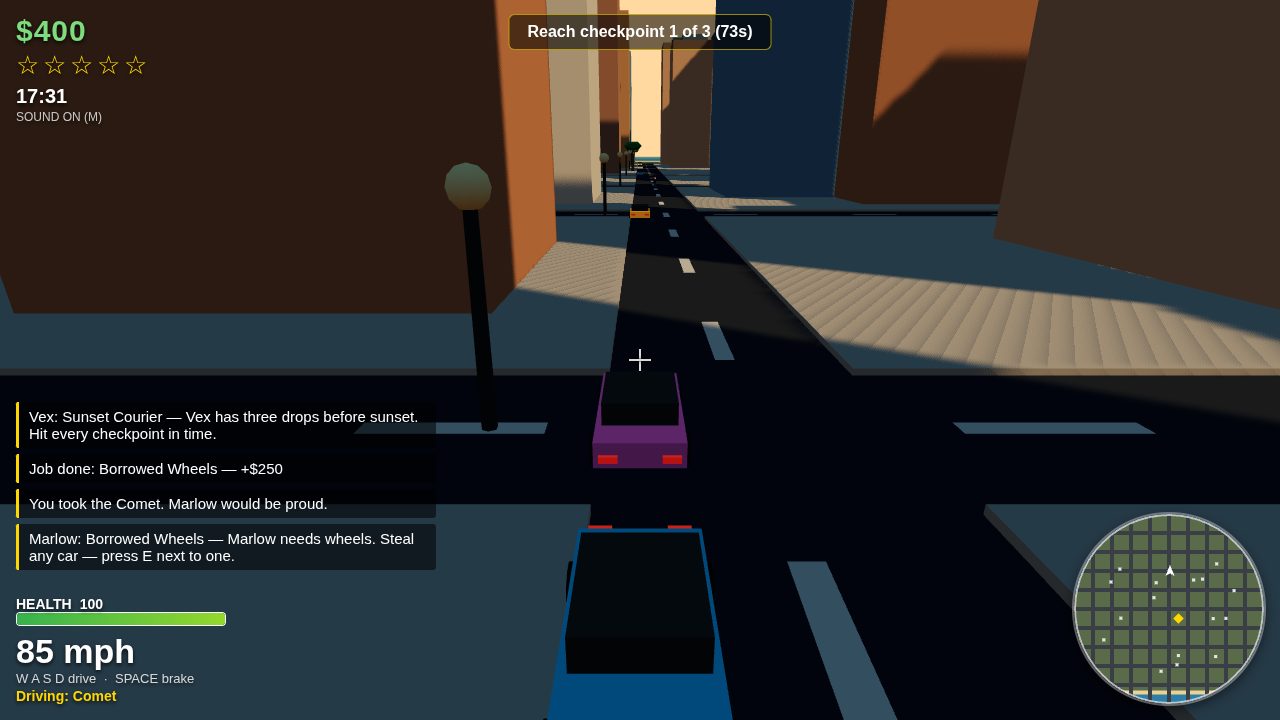 $400
☆☆☆☆☆
17:31
SOUND ON (M)
Reach checkpoint 1 of 3 (73s)
Vex: Sunset Courier — Vex has three drops before sunset.
Hit every checkpoint in time.
Job done: Borrowed Wheels — +$250
You took the Comet. Marlow would be proud.
Marlow: Borrowed Wheels — Marlow needs wheels. Steal
any car — press E next to one.
HEALTH 100
85 mph
W A S D drive · SPACE brake
Driving: Comet